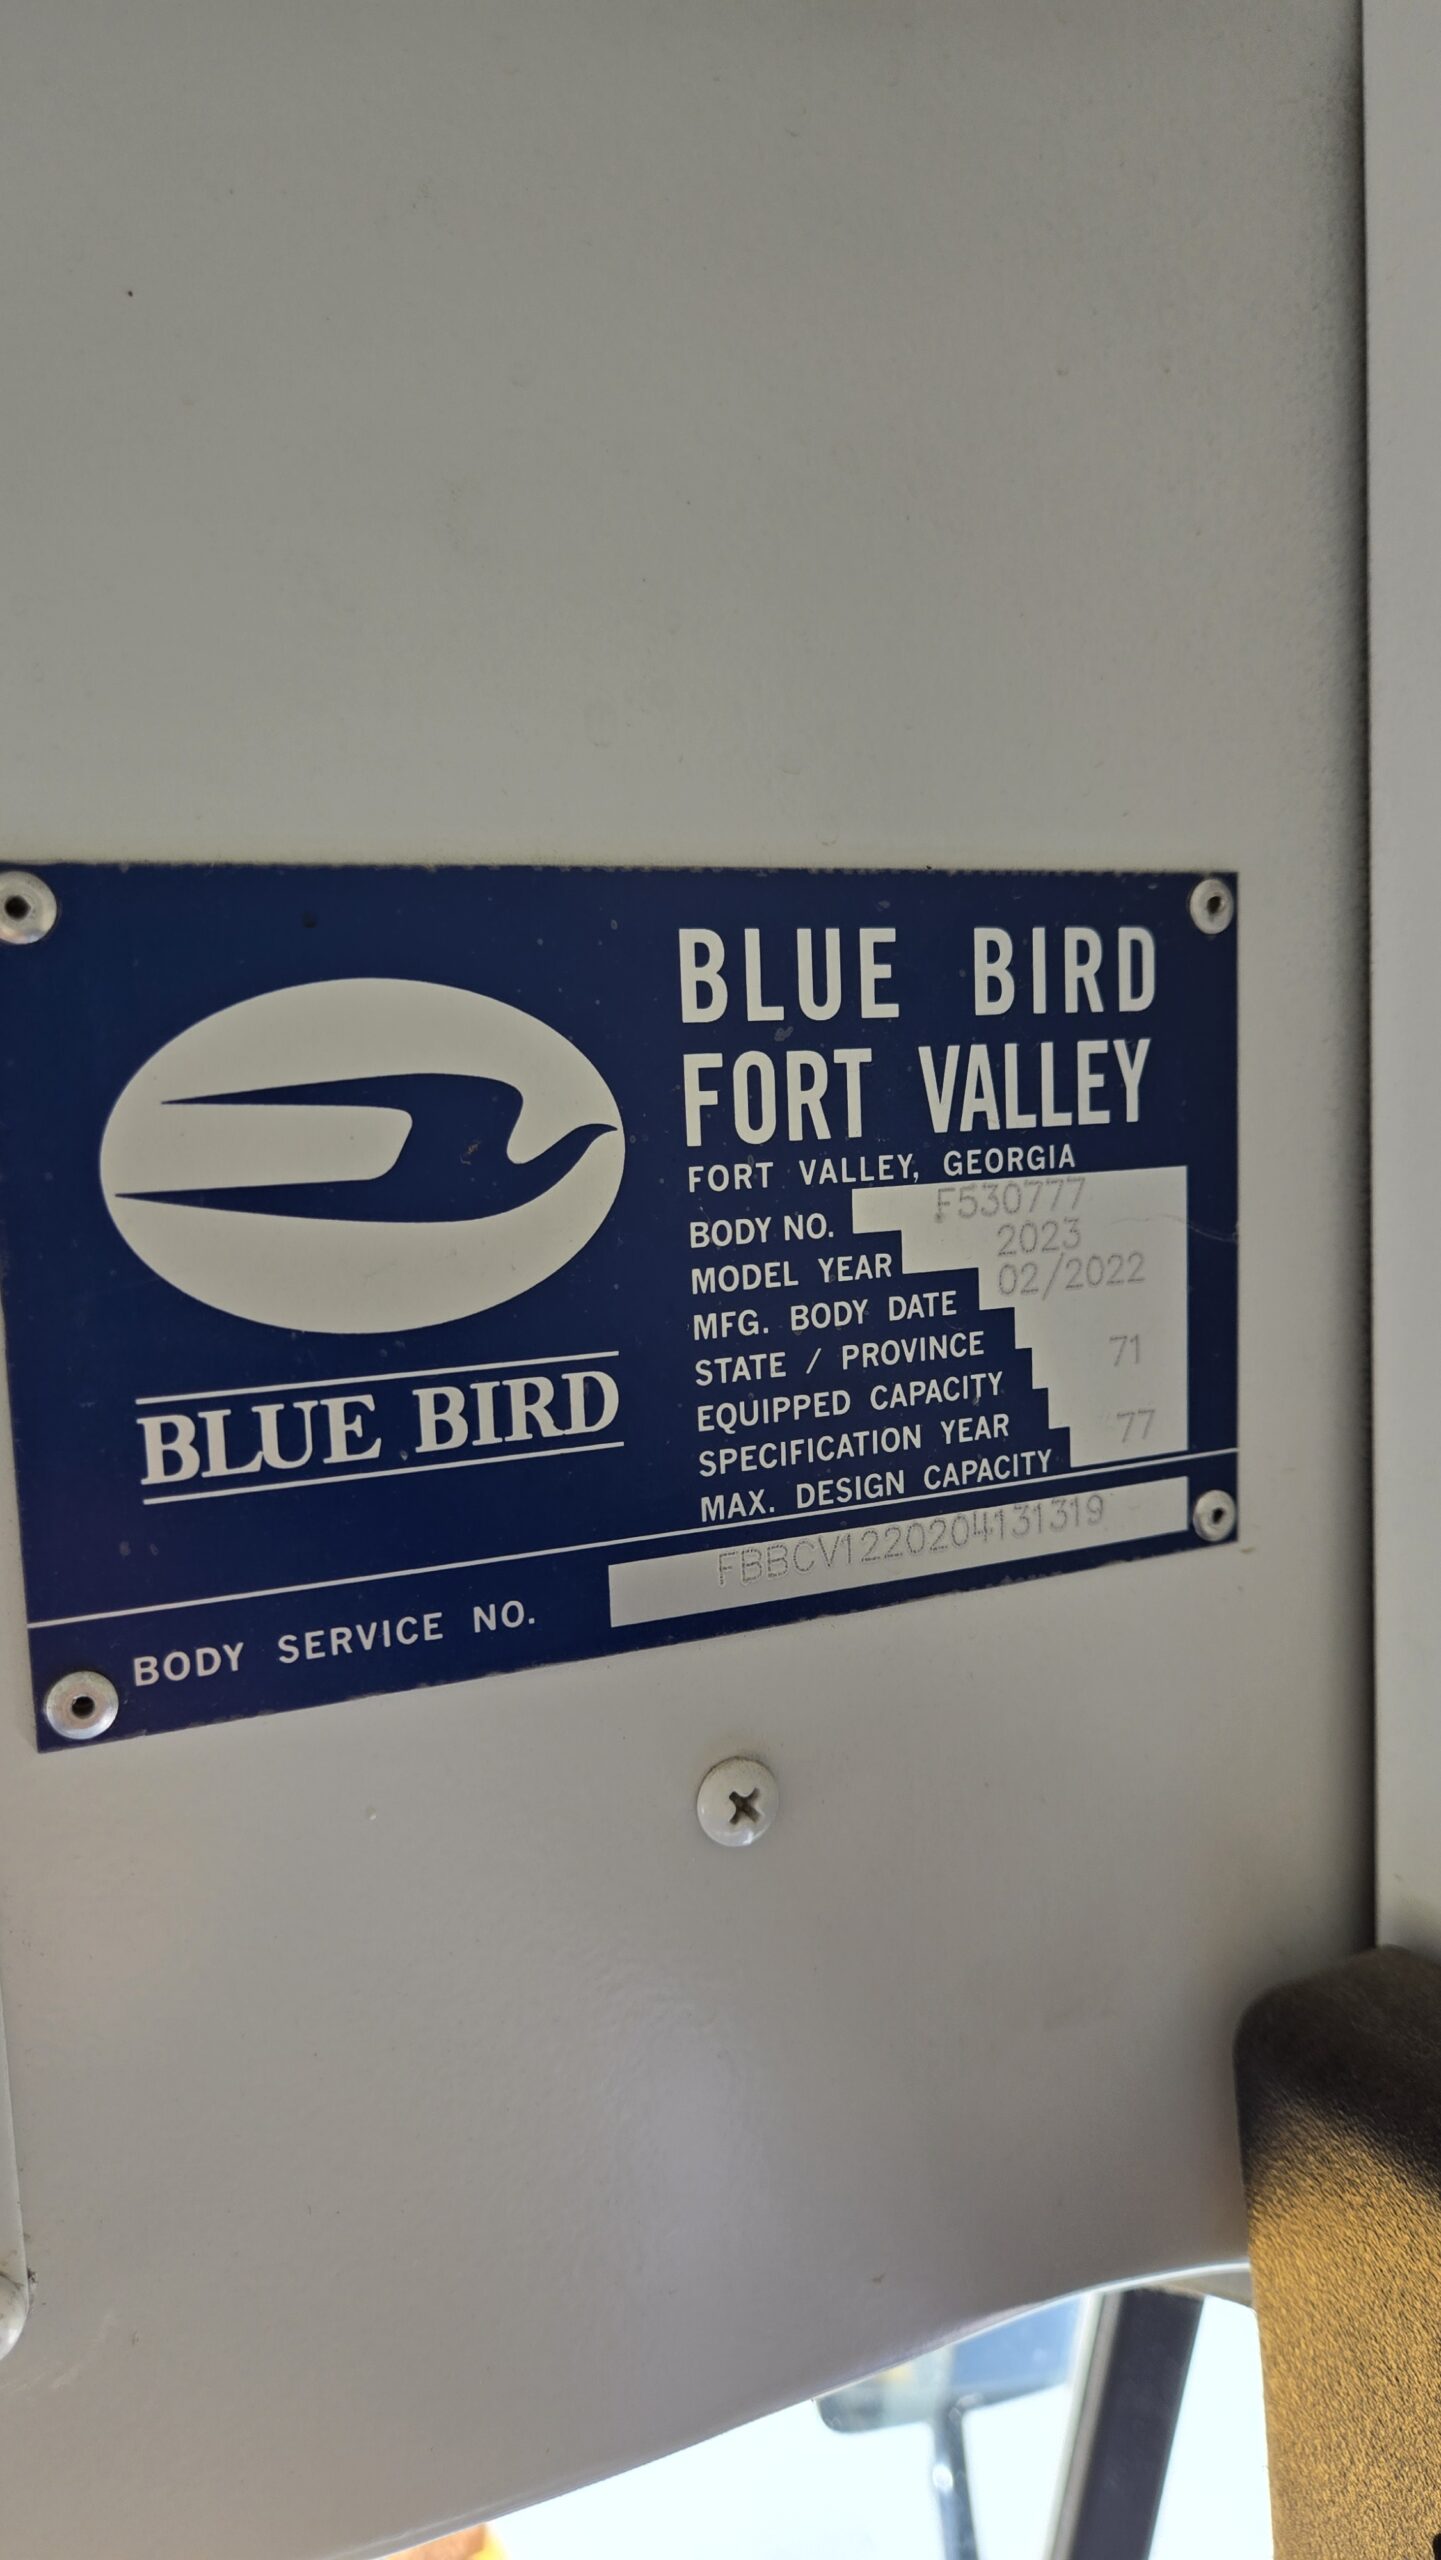 BLUE BIRD
FORT VALLEY
FORT VALLEY, GEORGIA
BODY NO. F530777
MODEL YEAR 2023
MFG. BODY DATE 02/2022
STATE / PROVINCE
EQUIPPED CAPACITY 71
SPECIFICATION YEAR
MAX. DESIGN CAPACITY 77
BLUE BIRD
BODY SERVICE NO. FBBCV1220204131319